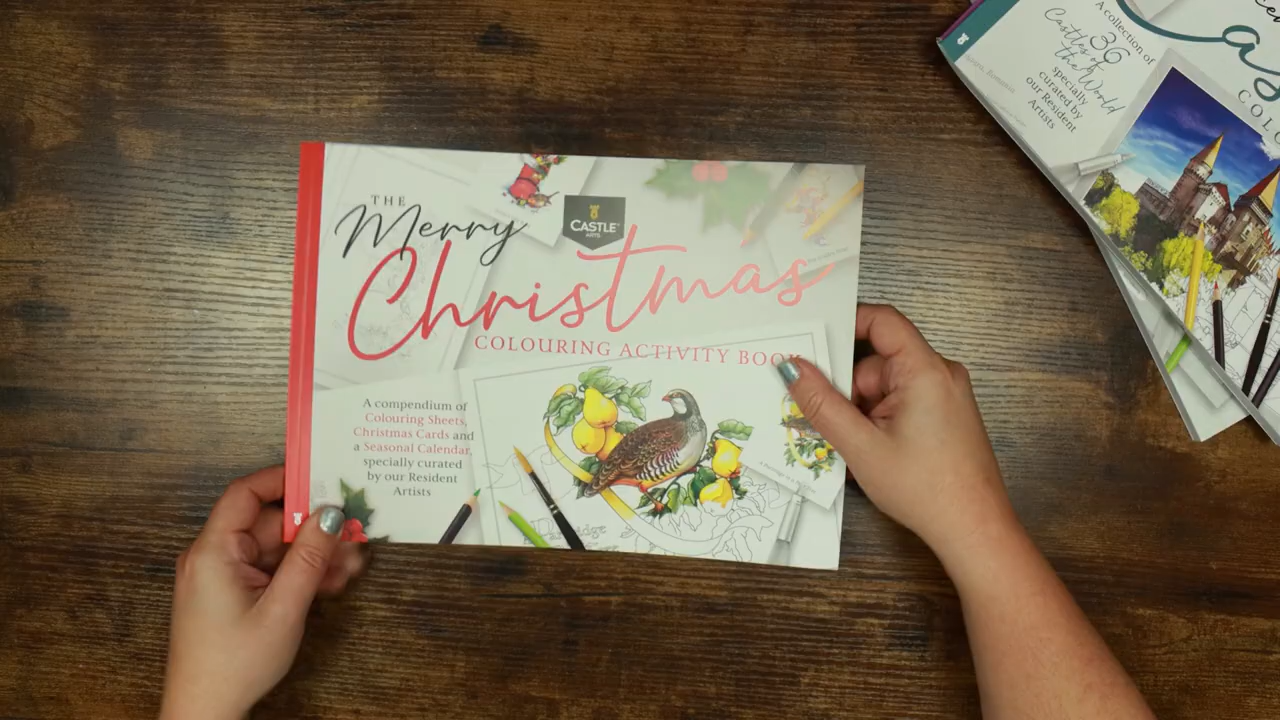 THE
Merry
CASTLE
ARTS
Christmas
COLOURING ACTIVITY BOOK
A compendium of
Colouring Sheets,
Christmas Cards and
a Seasonal Calendar,
specially curated
by our Resident
Artists
Partridge
A collection of
36
Castles of
the World
specially
curated by
our Resident
Artists